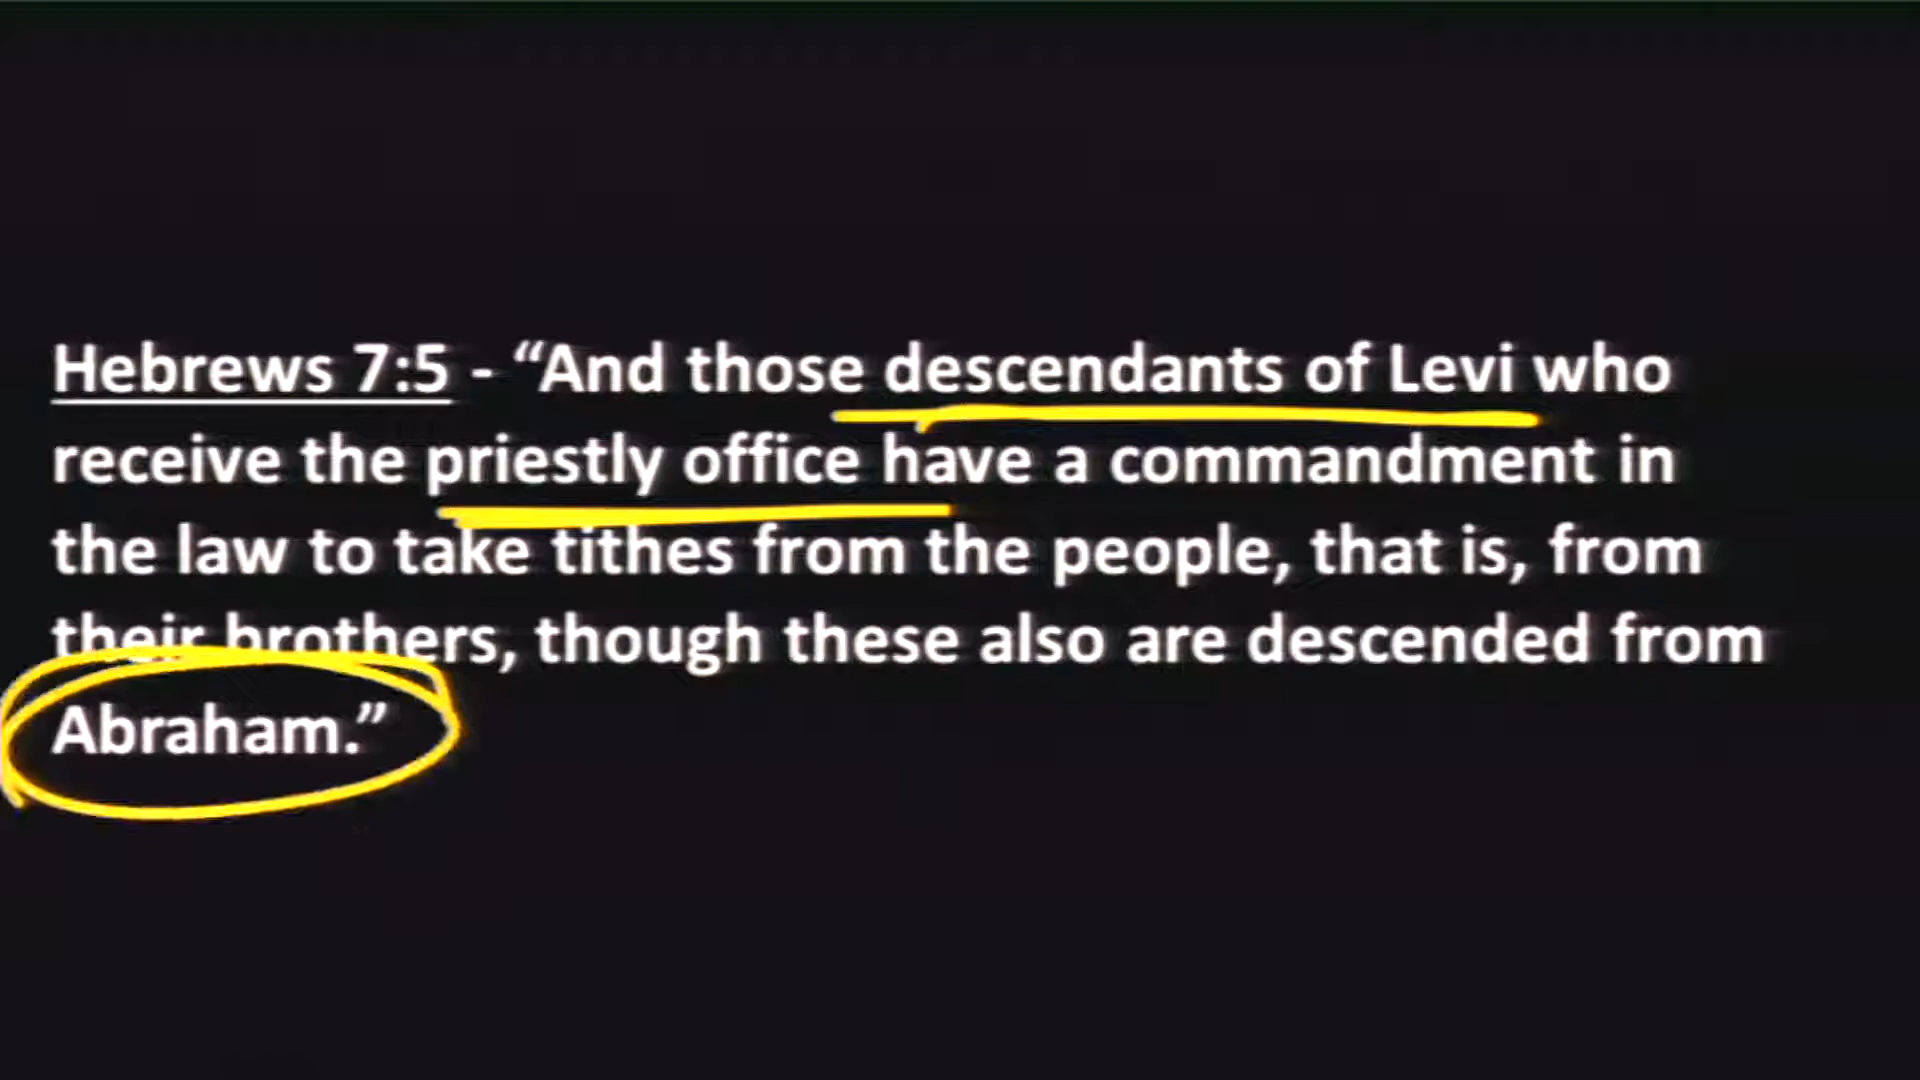 Hebrews 7:5 - “And those descendants of Levi who
receive the priestly office have a commandment in
the law to take tithes from the people, that is, from
their brothers, though these also are descended from
Abraham.”